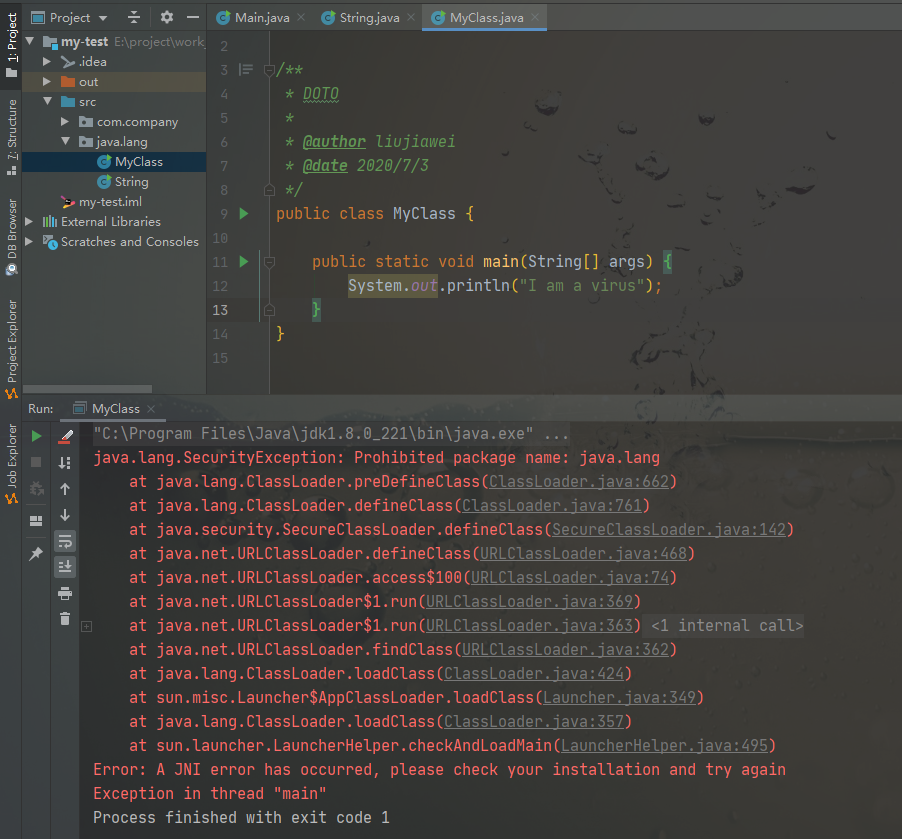 Project
Main.java
String.java
MyClass.java
1: Project
Z: Structure
DB Browser
Project Explorer
Job Explorer
my-test E:\project\work
.idea
out
src
com.company
java.lang
MyClass
String
my-test.iml
External Libraries
Scratches and Consoles
2
3 /**
4 * DOTO
5 *
6 * @author liujiawei
7 * @date 2020/7/3
8 */
9 public class MyClass {
10
11 public static void main(String[] args) {
12 System.out.println("I am a virus");
13 }
14 }
15
Run: MyClass
"C:\Program Files\Java\jdk1.8.0_221\bin\java.exe" ...
java.lang.SecurityException: Prohibited package name: java.lang
at java.lang.ClassLoader.preDefineClass(ClassLoader.java:662)
at java.lang.ClassLoader.defineClass(ClassLoader.java:761)
at java.security.SecureClassLoader.defineClass(SecureClassLoader.java:142)
at java.net.URLClassLoader.defineClass(URLClassLoader.java:468)
at java.net.URLClassLoader.access$100(URLClassLoader.java:74)
at java.net.URLClassLoader$1.run(URLClassLoader.java:369)
at java.net.URLClassLoader$1.run(URLClassLoader.java:363) <1 internal call>
at java.net.URLClassLoader.findClass(URLClassLoader.java:362)
at java.lang.ClassLoader.loadClass(ClassLoader.java:424)
at sun.misc.Launcher$AppClassLoader.loadClass(Launcher.java:349)
at java.lang.ClassLoader.loadClass(ClassLoader.java:357)
at sun.launcher.LauncherHelper.checkAndLoadMain(LauncherHelper.java:495)
Error: A JNI error has occurred, please check your installation and try again
Exception in thread "main"
Process finished with exit code 1